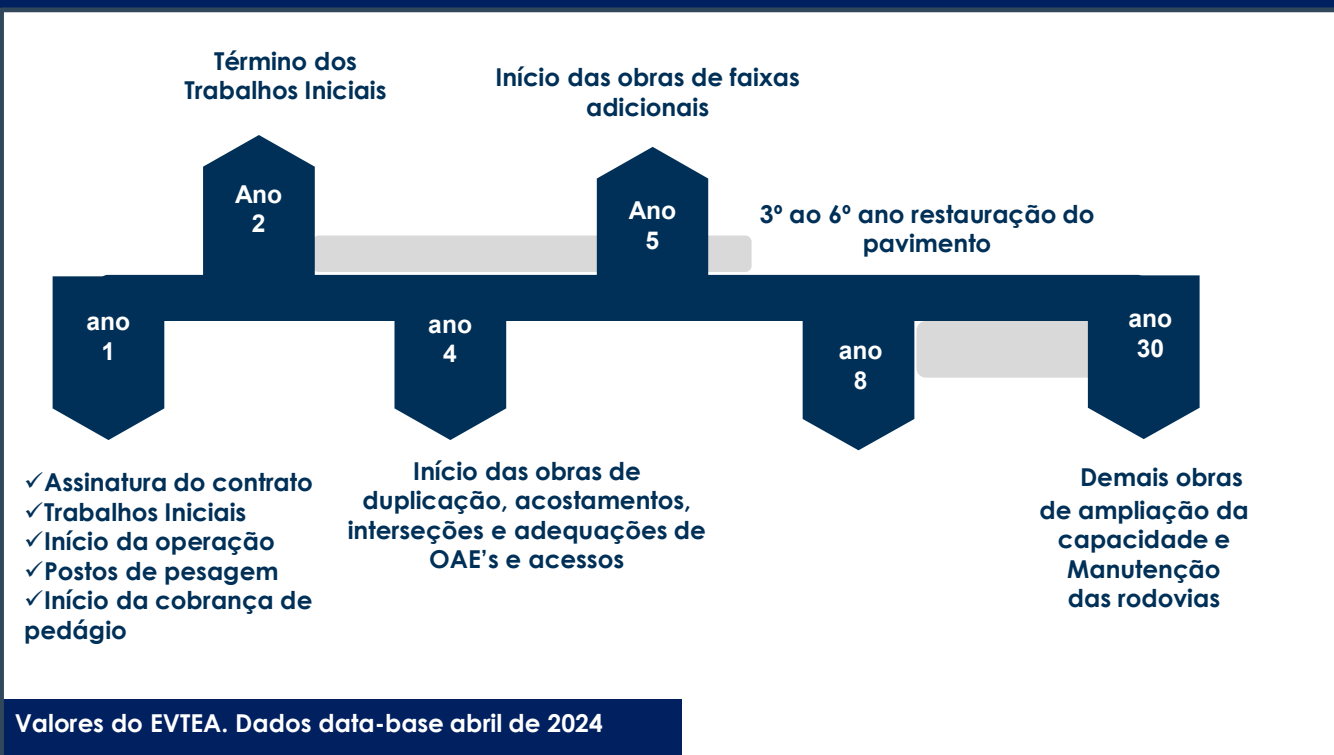 Término dos
Trabalhos Iniciais
Início das obras de faixas
adicionais
Ano
2
Ano
5
3º ao 6º ano restauração do
pavimento
ano
1
ano
4
ano
8
ano
30
✓Assinatura do contrato
✓Trabalhos Iniciais
✓Início da operação
✓Postos de pesagem
✓Início da cobrança de
pedágio
Início das obras de
duplicação, acostamentos,
interseções e adequações de
OAE’s e acessos
Demais obras
de ampliação da
capacidade e
Manutenção
das rodovias
Valores do EVTEA. Dados data-base abril de 2024